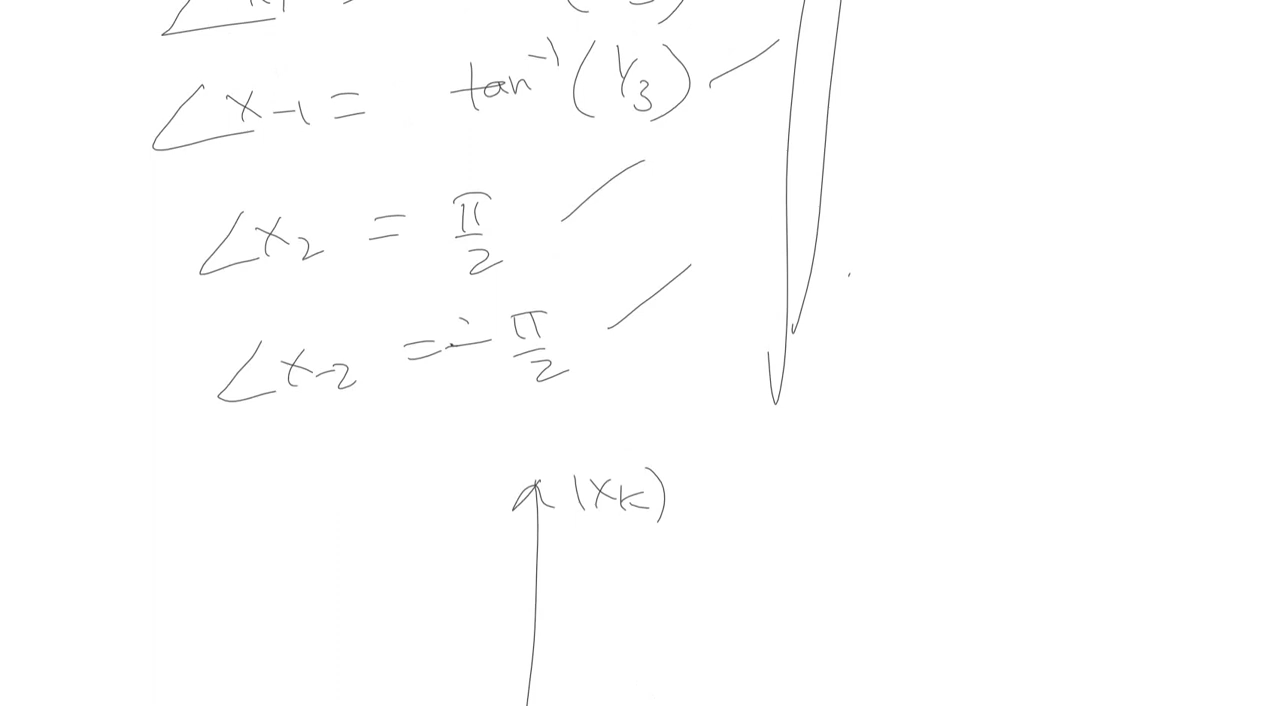 ∠x-1 = tan⁻¹(1/3)
∠x2 = π/2
∠x-2 = - π/2
|xk)